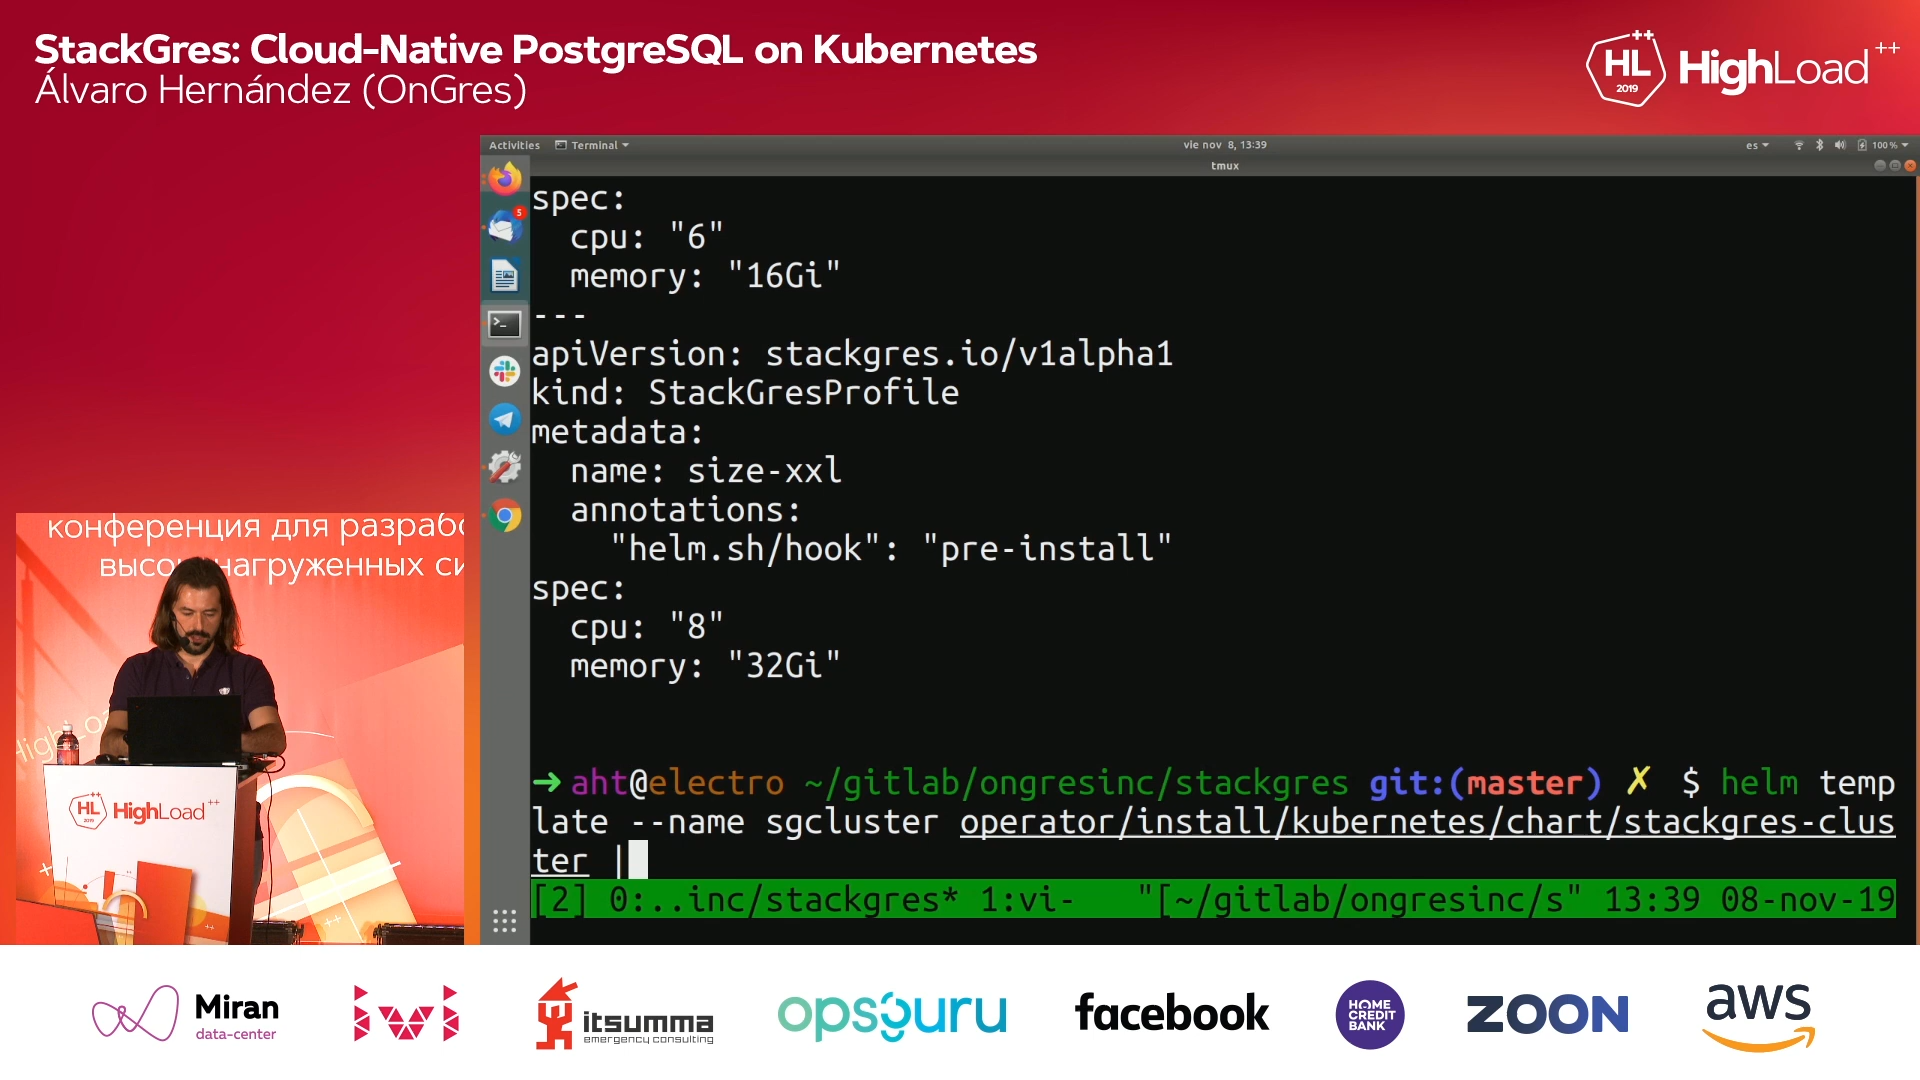 StackGres: Cloud-Native PostgreSQL on Kubernetes
Álvaro Hernández (OnGres)
HL
2019
HighLoad++
Activities
Terminal
vie nov 8, 13:39
es
100%
tmux
5
spec:
cpu: "6"
memory: "16Gi"
---
apiVersion: stackgres.io/v1alpha1
kind: StackGresProfile
metadata:
name: size-xxl
annotations:
"helm.sh/hook": "pre-install"
spec:
cpu: "8"
memory: "32Gi"
➜ aht@electro ~/gitlab/ongresinc/stackgres git:(master) ✗ $ helm temp
late --name sgcluster operator/install/kubernetes/chart/stackgres-clus
ter |
[2] 0:..inc/stackgres* 1:vi- "[~/gitlab/ongresinc/s" 13:39 08-nov-19
конференция для разрабо
высо нагруженных си
HighLoa
HL
2019
HighLoad++
Miran
data-center
ivi
itsumma
emergency consulting
opsguru
facebook
HOME
CREDIT
BANK
ZOON
aws